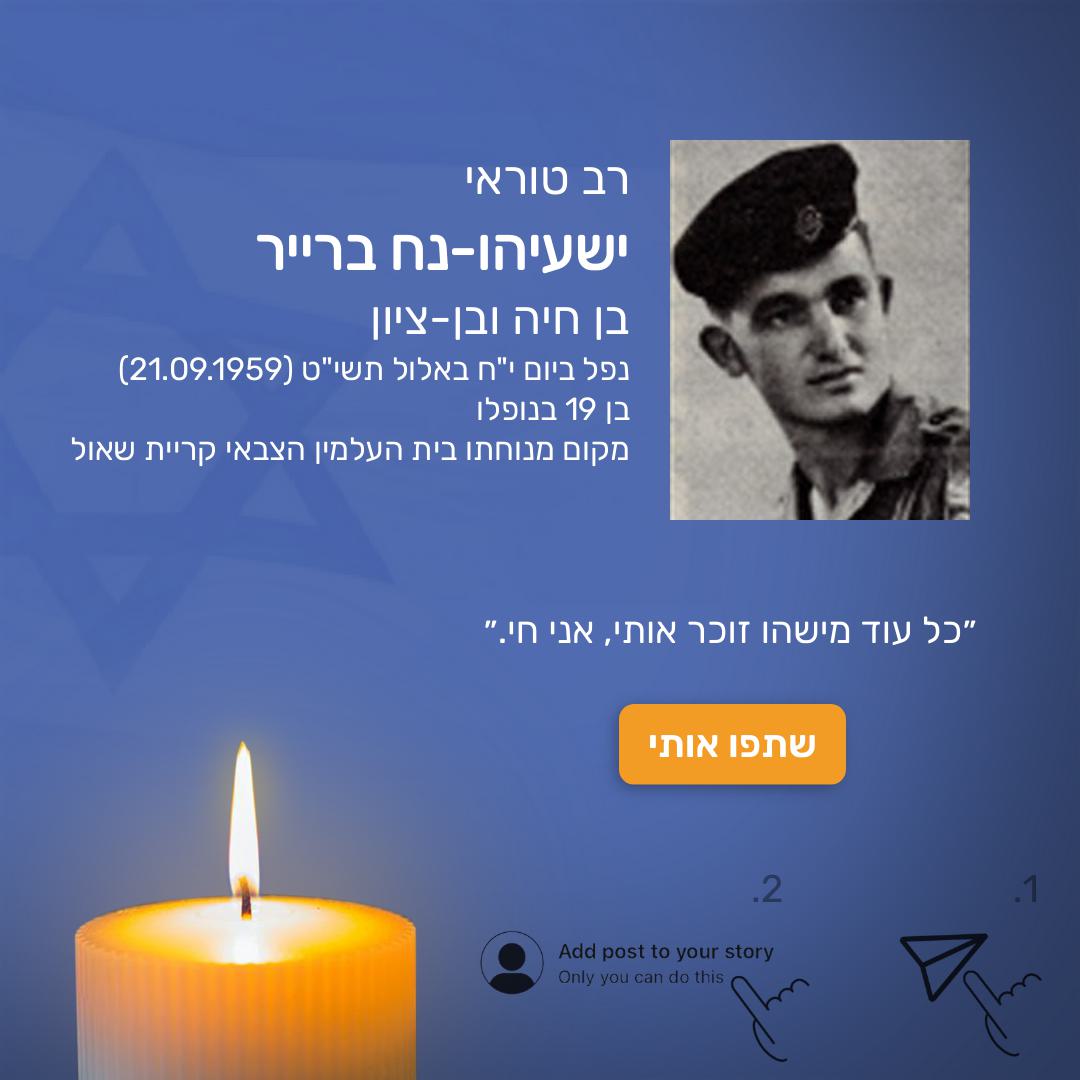 רב טוראי
ישעיהו-נח ברייר
בן חיה ובן-ציון
נפל ביום י"ח באלול תשי"ט (21.09.1959)
בן 19 בנופלו
מקום מנוחתו בית העלמין הצבאי קריית שאול
״כל עוד מישהו זוכר אותי, אני חי.״
שתפו אותי
.1
.2
Add post to your story
Only you can do this